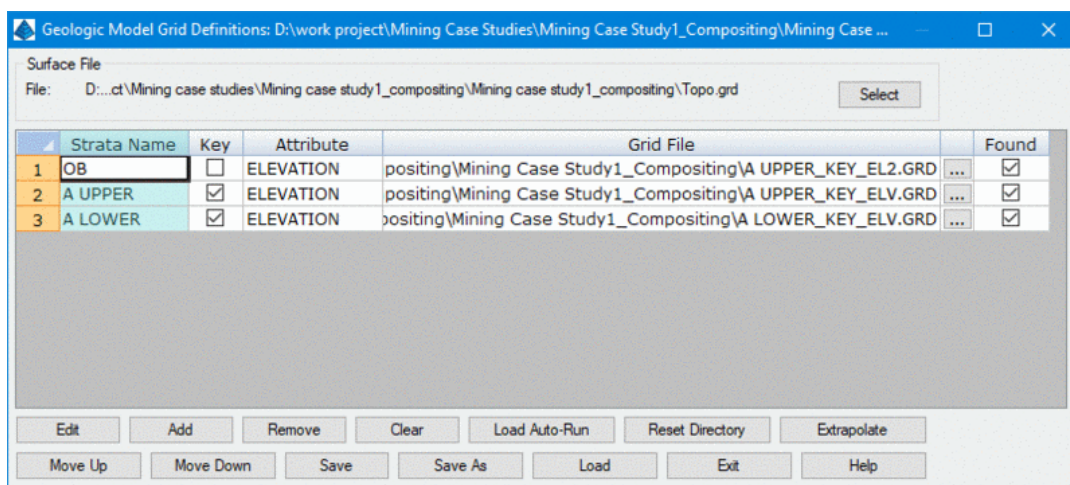 Geologic Model Grid Definitions: D:\work project\Mining Case Studies\Mining Case Study1_Compositing\Mining Case ...
Surface File
File: D:...ct\Mining case studies\Mining case study1_compositing\Mining case study1_compositing\Topo.grd Select
Strata Name Key Attribute Grid File Found
1 OB ELEVATION positing\Mining Case Study1_Compositing\A UPPER_KEY_EL2.GRD ...
2 A UPPER ELEVATION positing\Mining Case Study1_Compositing\A UPPER_KEY_ELV.GRD ...
3 A LOWER ELEVATION positing\Mining Case Study1_Compositing\A LOWER_KEY_ELV.GRD ...
Edit Add Remove Clear Load Auto-Run Reset Directory Extrapolate
Move Up Move Down Save Save As Load Exit Help